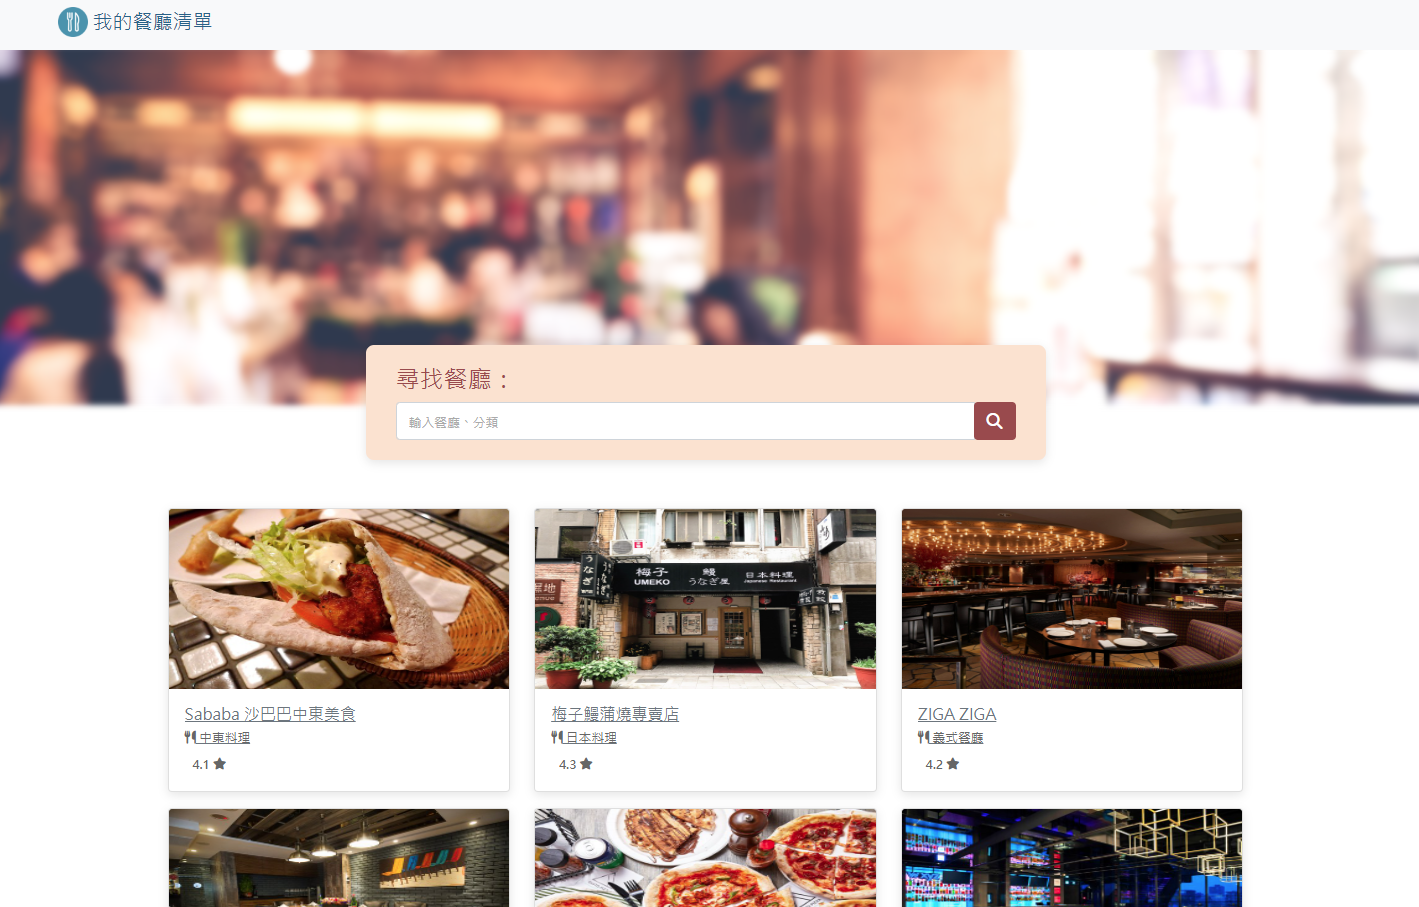 我的餐廳清單
尋找餐廳：
輸入餐廳、分類
梅子
UMEKO
鰻
うなぎ屋
日本料理
Japanese Restaurant
うなぎ
Sababa 沙巴巴中東美食
中東料理
4.1
梅子鰻蒲燒專賣店
日本料理
4.3
ZIGA ZIGA
義式餐廳
4.2